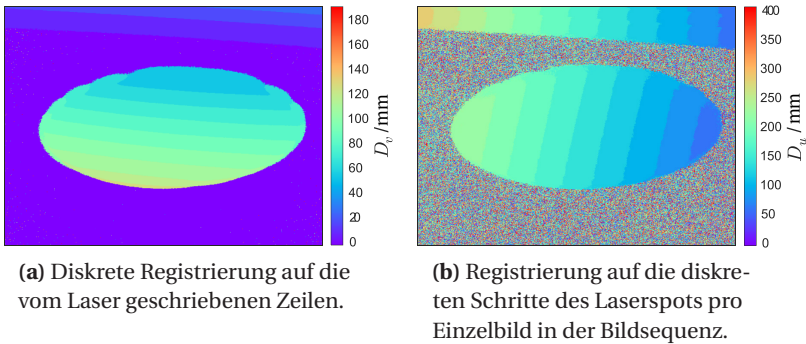 180
160
140
120
100
80
60
40
20
0
D_v / mm
400
350
300
250
200
150
100
50
0
D_u / mm
(a) Diskrete Registrierung auf die
vom Laser geschriebenen Zeilen.
(b) Registrierung auf die diskre-
ten Schritte des Laserspots pro
Einzelbild in der Bildsequenz.